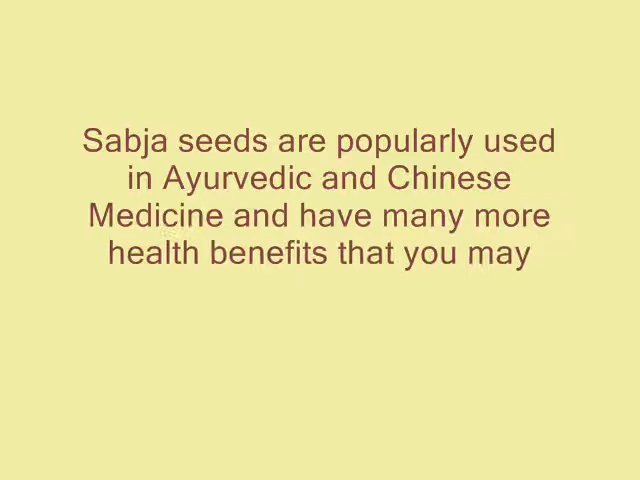 Sabja seeds are popularly used
in Ayurvedic and Chinese
Medicine and have many more
health benefits that you may